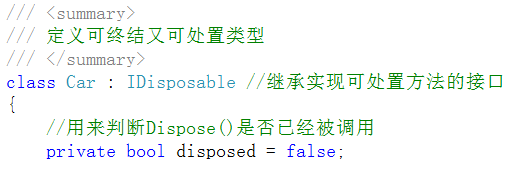 /// <summary>
/// 定义可终结又可处置类型
/// </summary>
class Car : IDisposable //继承实现可处置方法的接口
{
//用来判断Dispose()是否已经被调用
private bool disposed = false;